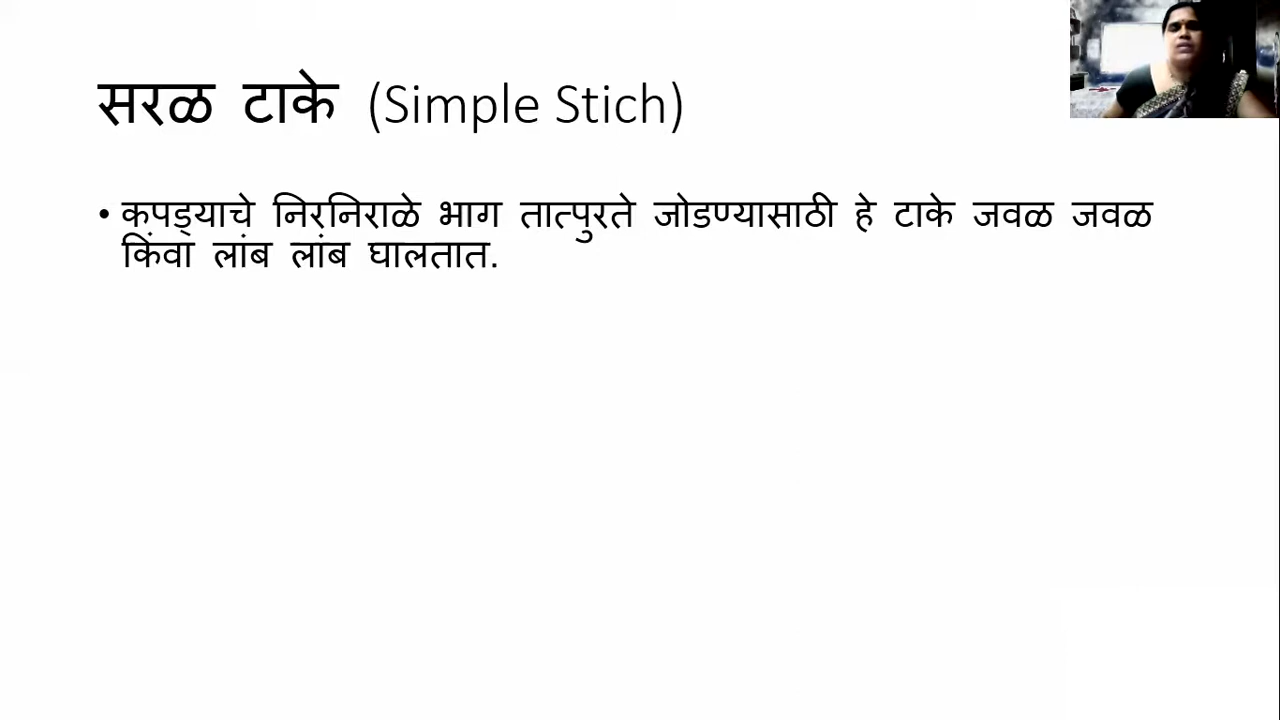 सरळ टाके (Simple Stich)
• कपड्याचे निरनिराळे भाग तात्पुरते जोडण्यासाठी हे टाके जवळ जवळ
किंवा लांब लांब घालतात.